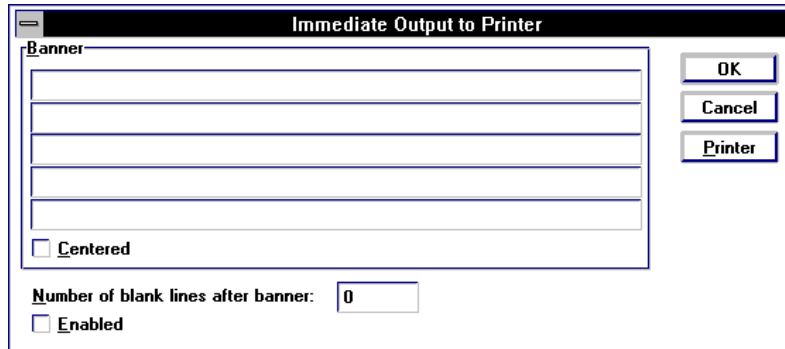 Immediate Output to Printer
Banner
OK
Cancel
Printer
Centered
Number of blank lines after banner: 0
Enabled